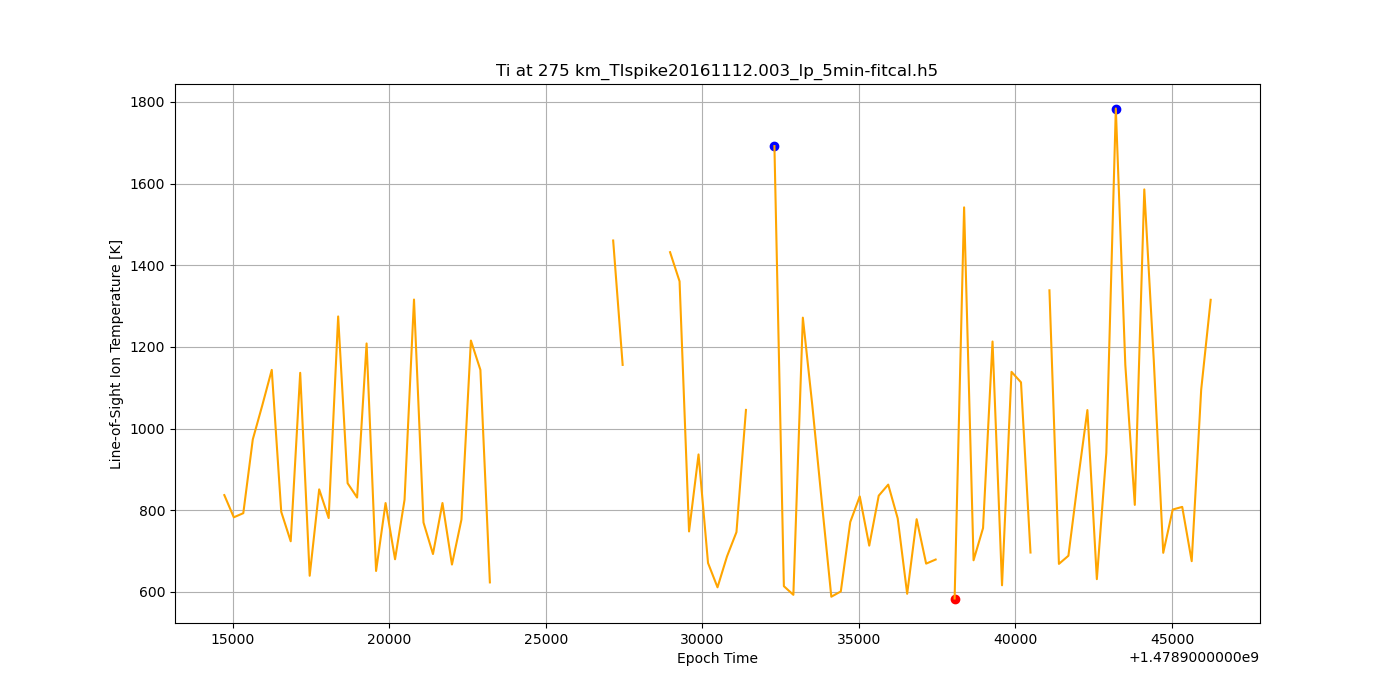 Ti at 275 km_TIspike20161112.003_lp_5min-fitcal.h5
Line-of-Sight Ion Temperature [K]
1800
1600
1400
1200
1000
800
600
15000 20000 25000 30000 35000 40000 45000
Epoch Time
+1.4789000000e9